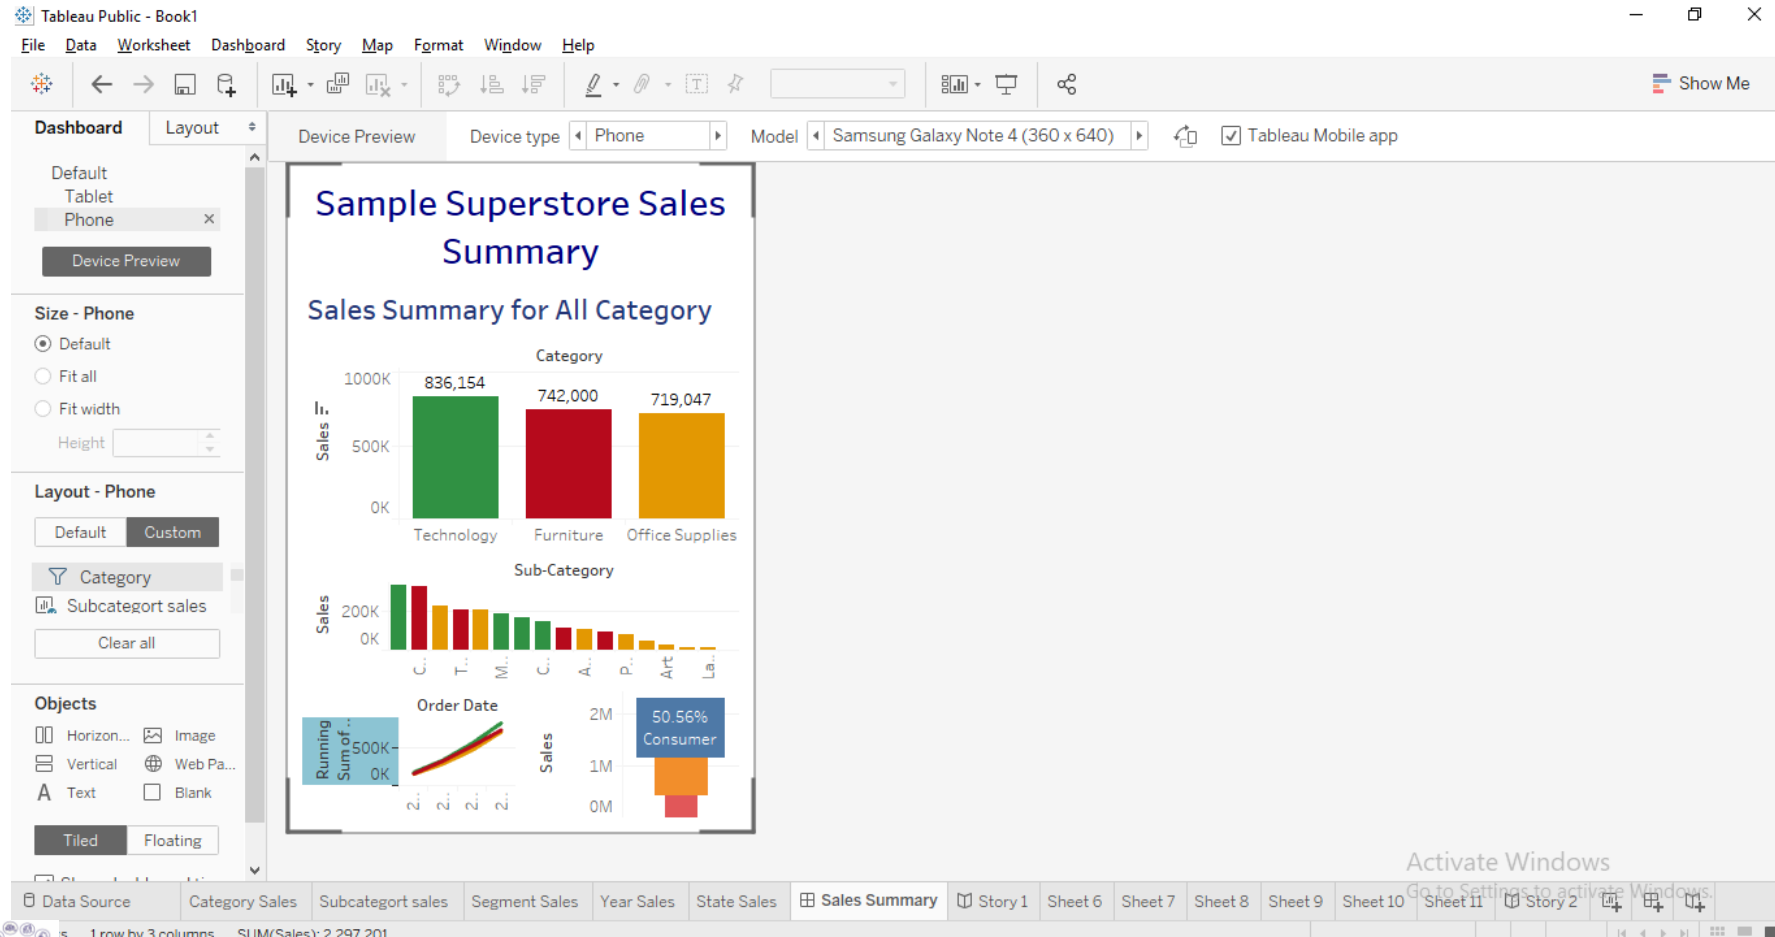 Tableau Public - Book1
File Data Worksheet Dashboard Story Map Format Window Help
Show Me
Dashboard Layout
Device Preview Device type Phone Model Samsung Galaxy Note 4 (360 x 640) Tableau Mobile app
Default
Tablet
Phone
Device Preview
Size - Phone
Default
Fit all
Fit width
Height
Layout - Phone
Default Custom
Category
Subcategort sales
Clear all
Objects
Horizon... Image
Vertical Web Pa...
Text Blank
Tiled Floating
Sample Superstore Sales
Summary
Sales Summary for All Category
Category
1000K
500K
0K
Sales
836,154 742,000 719,047
Technology Furniture Office Supplies
Sub-Category
Sales
200K
0K
C.. T.. M.. C.. A.. P.. Art La..
Order Date
Running
Sum of ..
500K
0K
2.. 2.. 2.. 2..
Sales
2M
1M
0M
50.56%
Consumer
Activate Windows
Go to Settings to activate Windows.
Data Source Category Sales Subcategort sales Segment Sales Year Sales State Sales Sales Summary Story 1 Sheet 6 Sheet 7 Sheet 8 Sheet 9 Sheet 10 Sheet 11 Story 2
1 row by 3 columns SUM(Sales): 2,297,201